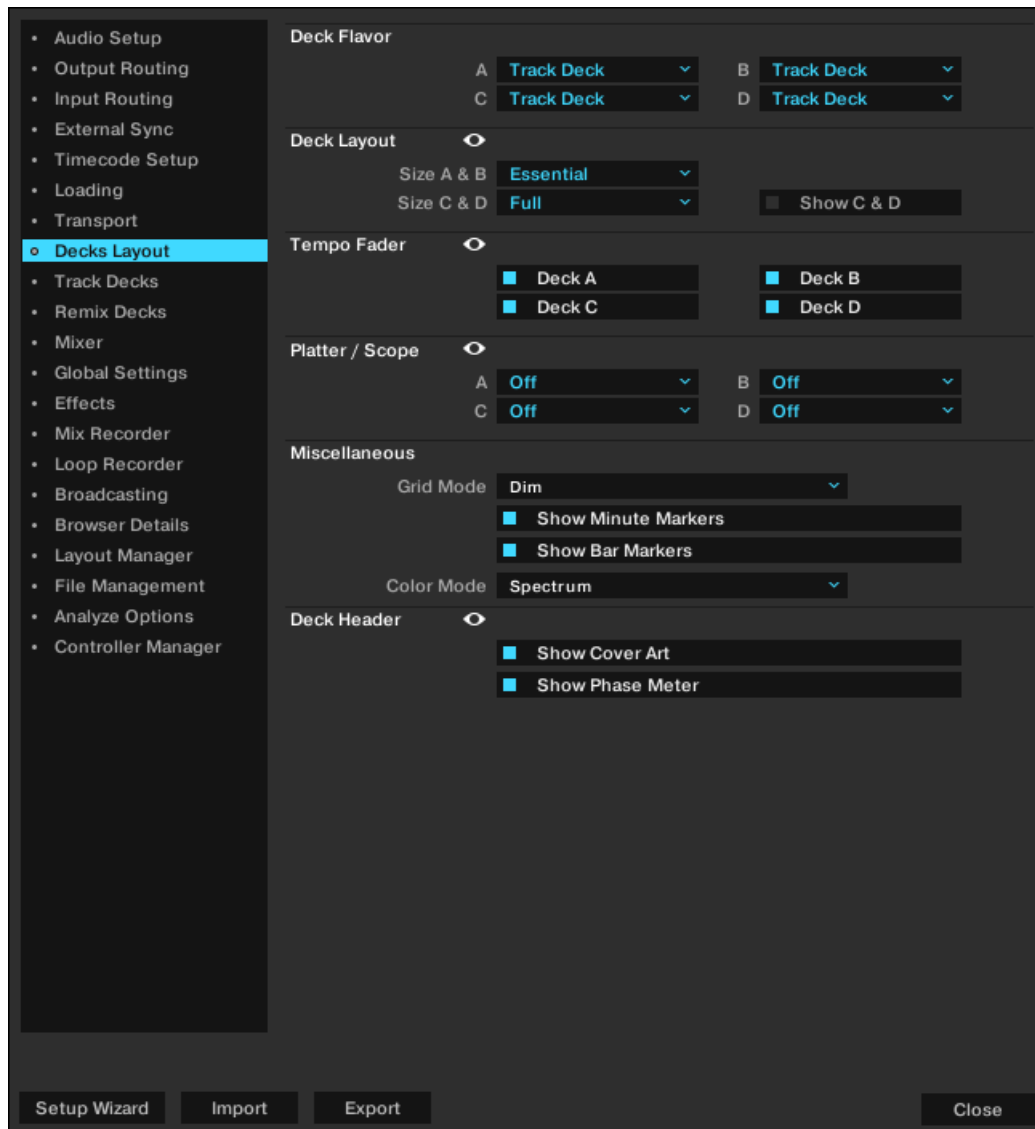 Audio Setup
Output Routing
Input Routing
External Sync
Timecode Setup
Loading
Transport
Decks Layout
Track Decks
Remix Decks
Mixer
Global Settings
Effects
Mix Recorder
Loop Recorder
Broadcasting
Browser Details
Layout Manager
File Management
Analyze Options
Controller Manager
Deck Flavor
A Track Deck B Track Deck
C Track Deck D Track Deck
Deck Layout
Size A & B Essential
Size C & D Full Show C & D
Tempo Fader
Deck A Deck B
Deck C Deck D
Platter / Scope
A Off B Off
C Off D Off
Miscellaneous
Grid Mode Dim
Show Minute Markers
Show Bar Markers
Color Mode Spectrum
Deck Header
Show Cover Art
Show Phase Meter
Setup Wizard Import Export Close